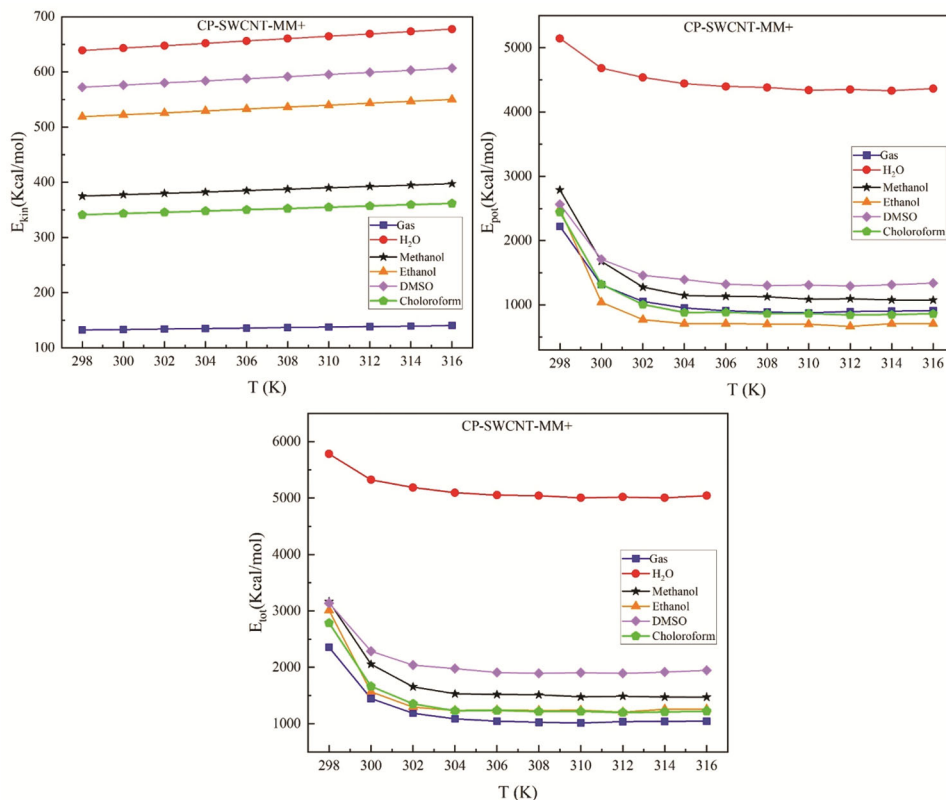 CP-SWCNT-MM+
E_kin(Kcal/mol)
700
600
500
400
300
200
100
Gas
H₂O
Methanol
Ethanol
DMSO
Choloroform
298 300 302 304 306 308 310 312 314 316
T (K)
CP-SWCNT-MM+
E_pot(Kcal/mol)
5000
4000
3000
2000
1000
Gas
H₂O
Methanol
Ethanol
DMSO
Choloroform
298 300 302 304 306 308 310 312 314 316
T (K)
CP-SWCNT-MM+
E_tot(Kcal/mol)
6000
5000
4000
3000
2000
1000
Gas
H₂O
Methanol
Ethanol
DMSO
Choloroform
298 300 302 304 306 308 310 312 314 316
T (K)